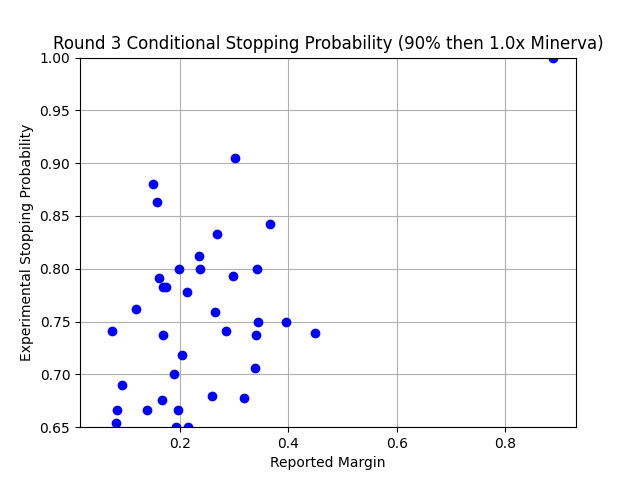 Round 3 Conditional Stopping Probability (90% then 1.0x Minerva)
1.00
0.95
0.90
0.85
0.80
0.75
0.70
0.65
Experimental Stopping Probability
0.2 0.4 0.6 0.8
Reported Margin